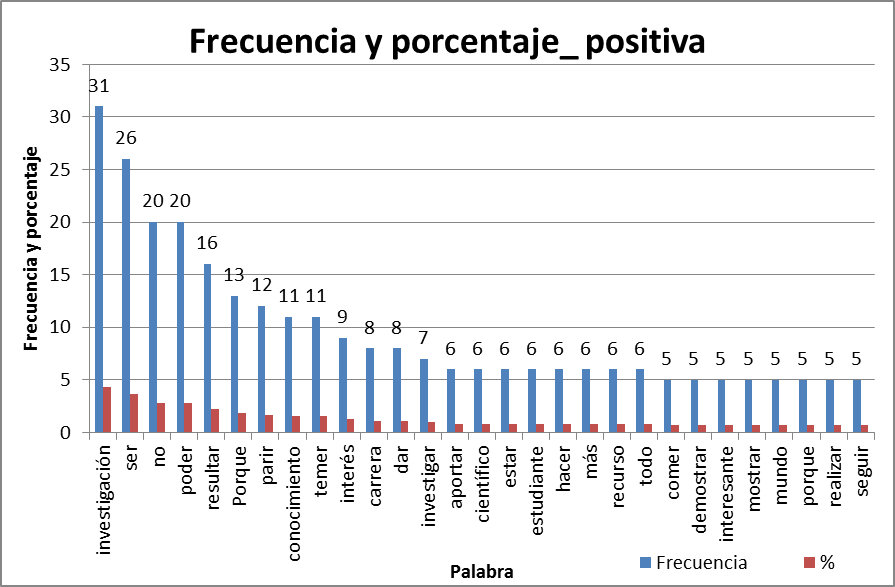 Frecuencia y porcentaje_ positiva
Frecuencia y porcentaje
35
30
25
20
15
10
5
0
31
26
20
20
16
13
12
11
11
9
8
8
7
6
6
6
6
6
6
6
6
5
5
5
5
5
5
5
5
investigación
ser
no
poder
resultar
Porque
parir
conocimiento
temer
interés
carrera
dar
investigar
aportar
científico
estar
estudiante
hacer
más
recurso
todo
comer
demostrar
interesante
mostrar
mundo
porque
realizar
seguir
Palabra
Frecuencia
%